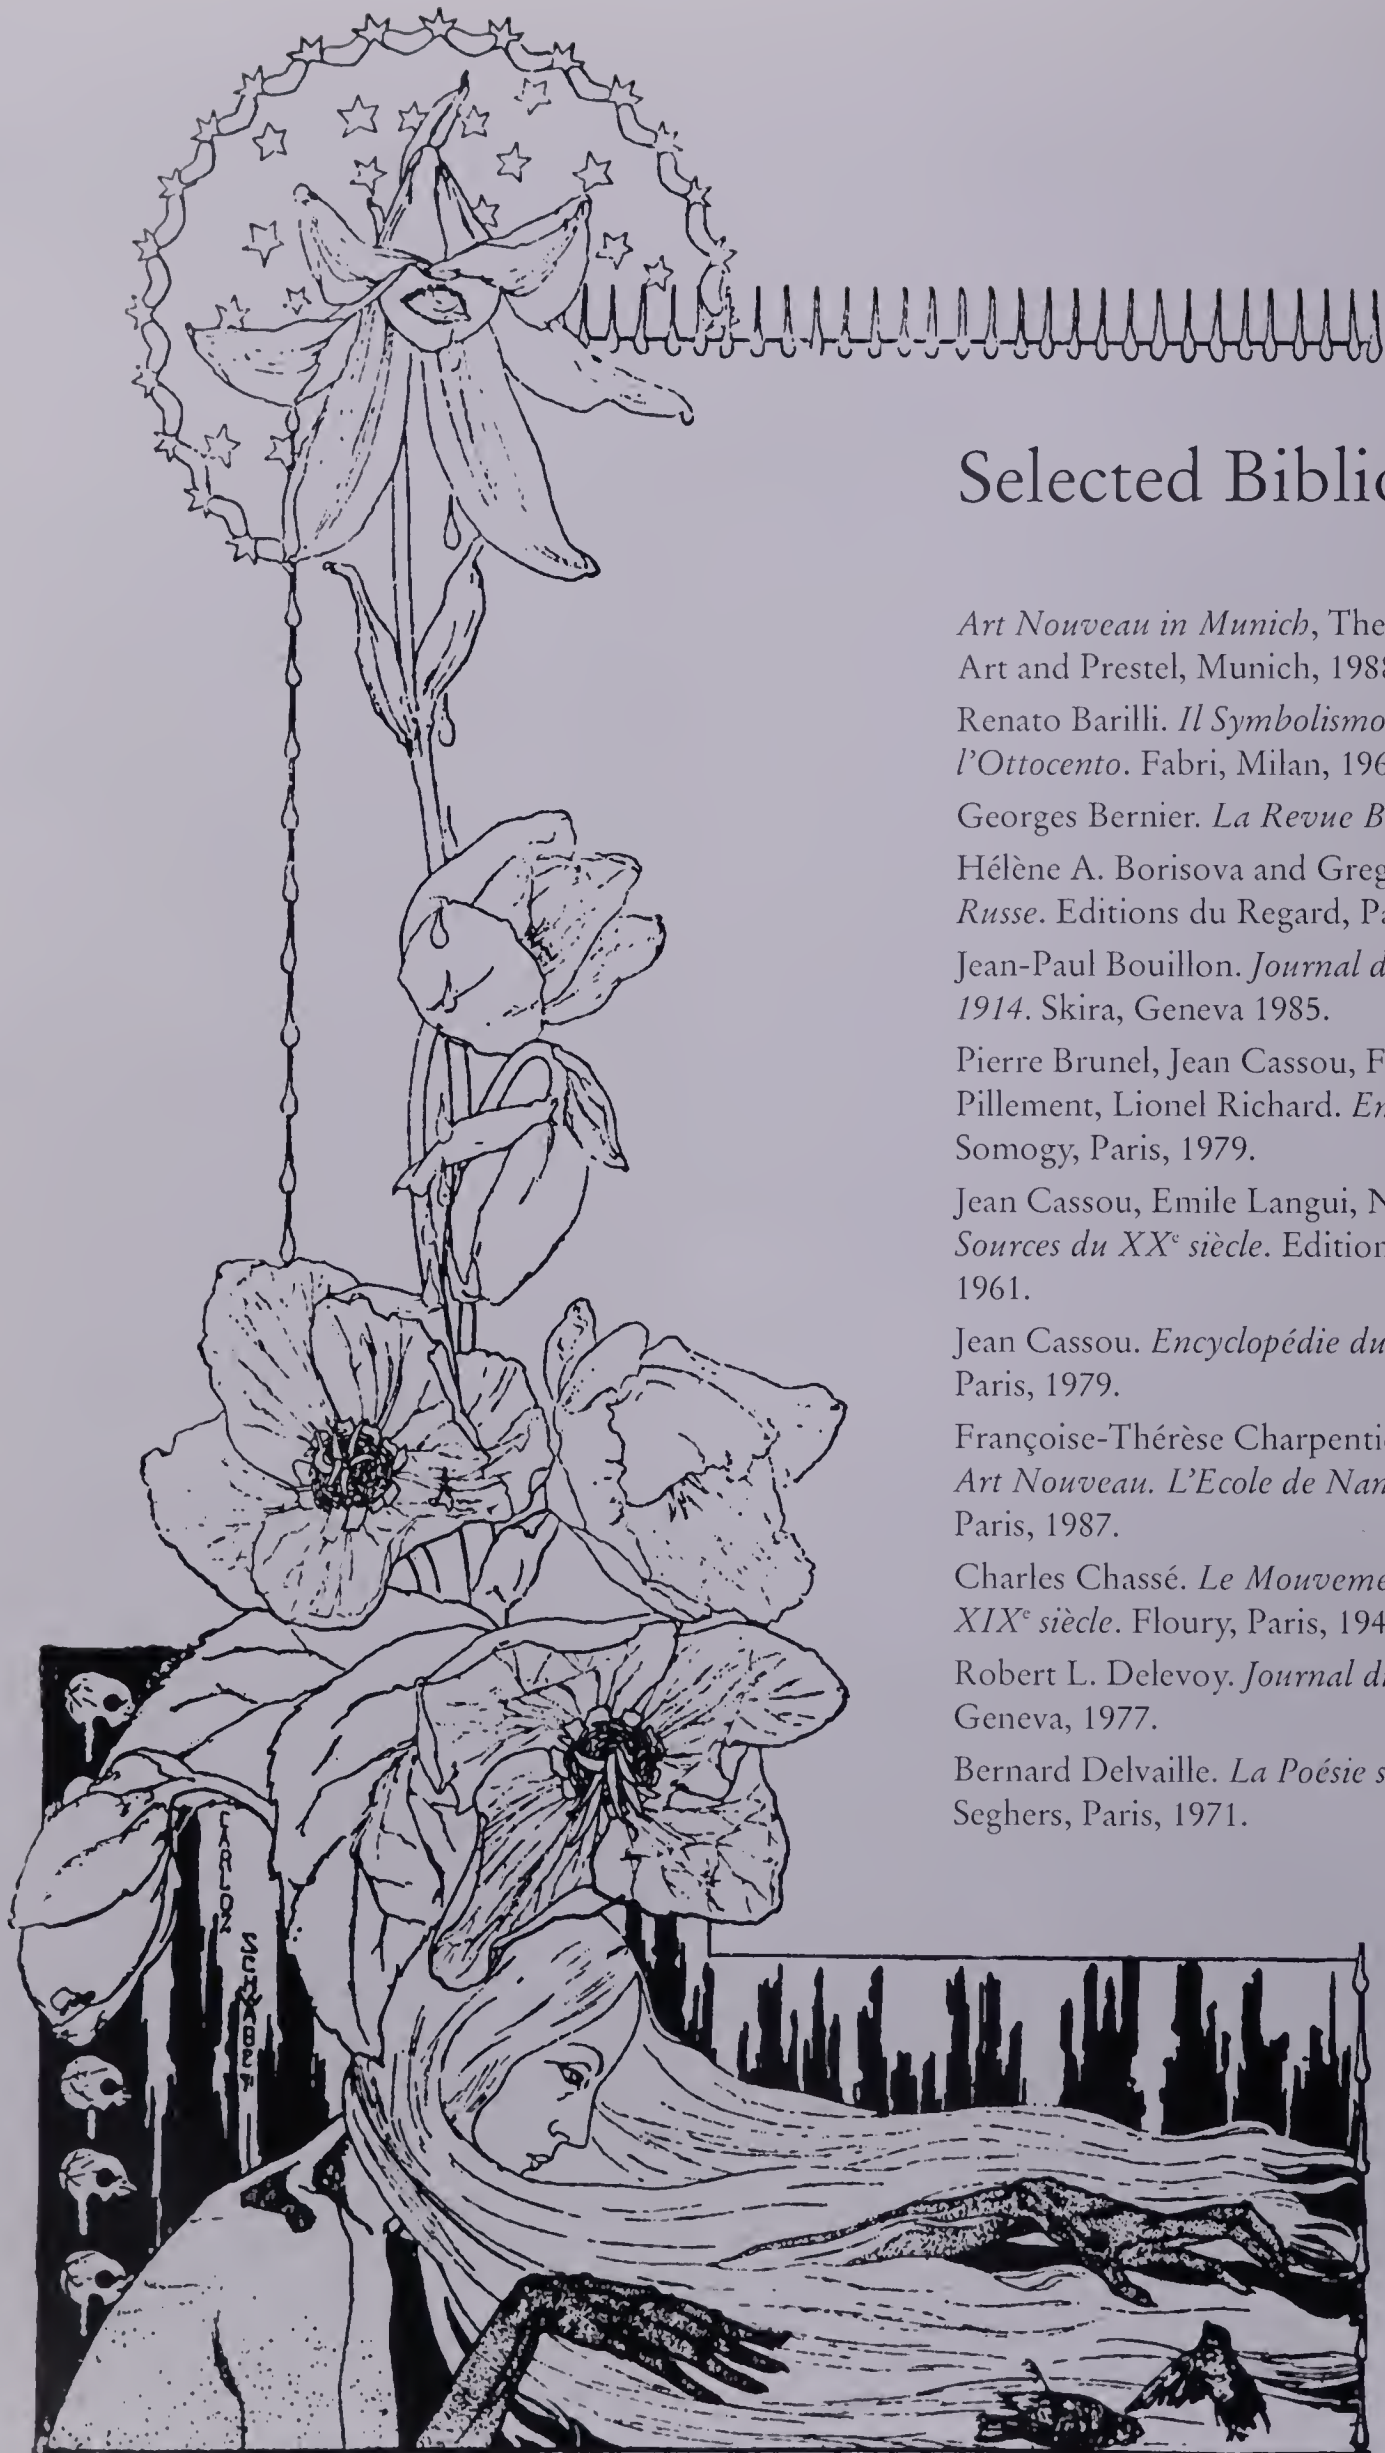 Selected Biblio
Art Nouveau in Munich, The
Art and Prestel, Munich, 1988
Renato Barilli. Il Symbolismo
l'Ottocento. Fabri, Milan, 196
Georges Bernier. La Revue B
Hélène A. Borisova and Greg
Russe. Editions du Regard, Pa
Jean-Paul Bouillon. Journal d
1914. Skira, Geneva 1985.
Pierre Brunel, Jean Cassou, F
Pillement, Lionel Richard. En
Somogy, Paris, 1979.
Jean Cassou, Emile Langui, N
Sources du XXᵉ siècle. Edition
1961.
Jean Cassou. Encyclopédie du
Paris, 1979.
Françoise-Thérèse Charpentie
Art Nouveau. L'Ecole de Nan
Paris, 1987.
Charles Chassé. Le Mouveme
XIXᵉ siècle. Floury, Paris, 194
Robert L. Delevoy. Journal du
Geneva, 1977.
Bernard Delvaille. La Poésie s
Seghers, Paris, 1971.
CARLOZ
SCHWABE